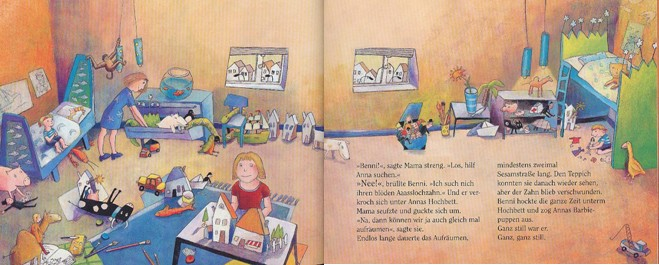 »Benni!«, sagte Mama streng. »Los, hilf
Anna suchen.«
»Nee!«, brüllte Benni. »Ich such nich
ihren blöden Aaaslochzahn.« Und er ver-
kroch sich unter Annas Hochbett.
Mama seufzte und guckte sich um.
»Na, dann können wir ja auch gleich mal
aufräumen«, sagte sie.
Endlos lange dauerte das Aufräumen,
mindestens zweimal
Sesamstraße lang. Den Teppich
konnten sie danach wieder sehen,
aber der Zahn blieb verschwunden.
Benni hockte die ganze Zeit unterm
Hochbett und zog Annas Barbie-
puppen aus.
Ganz still war er.
Ganz, ganz still.